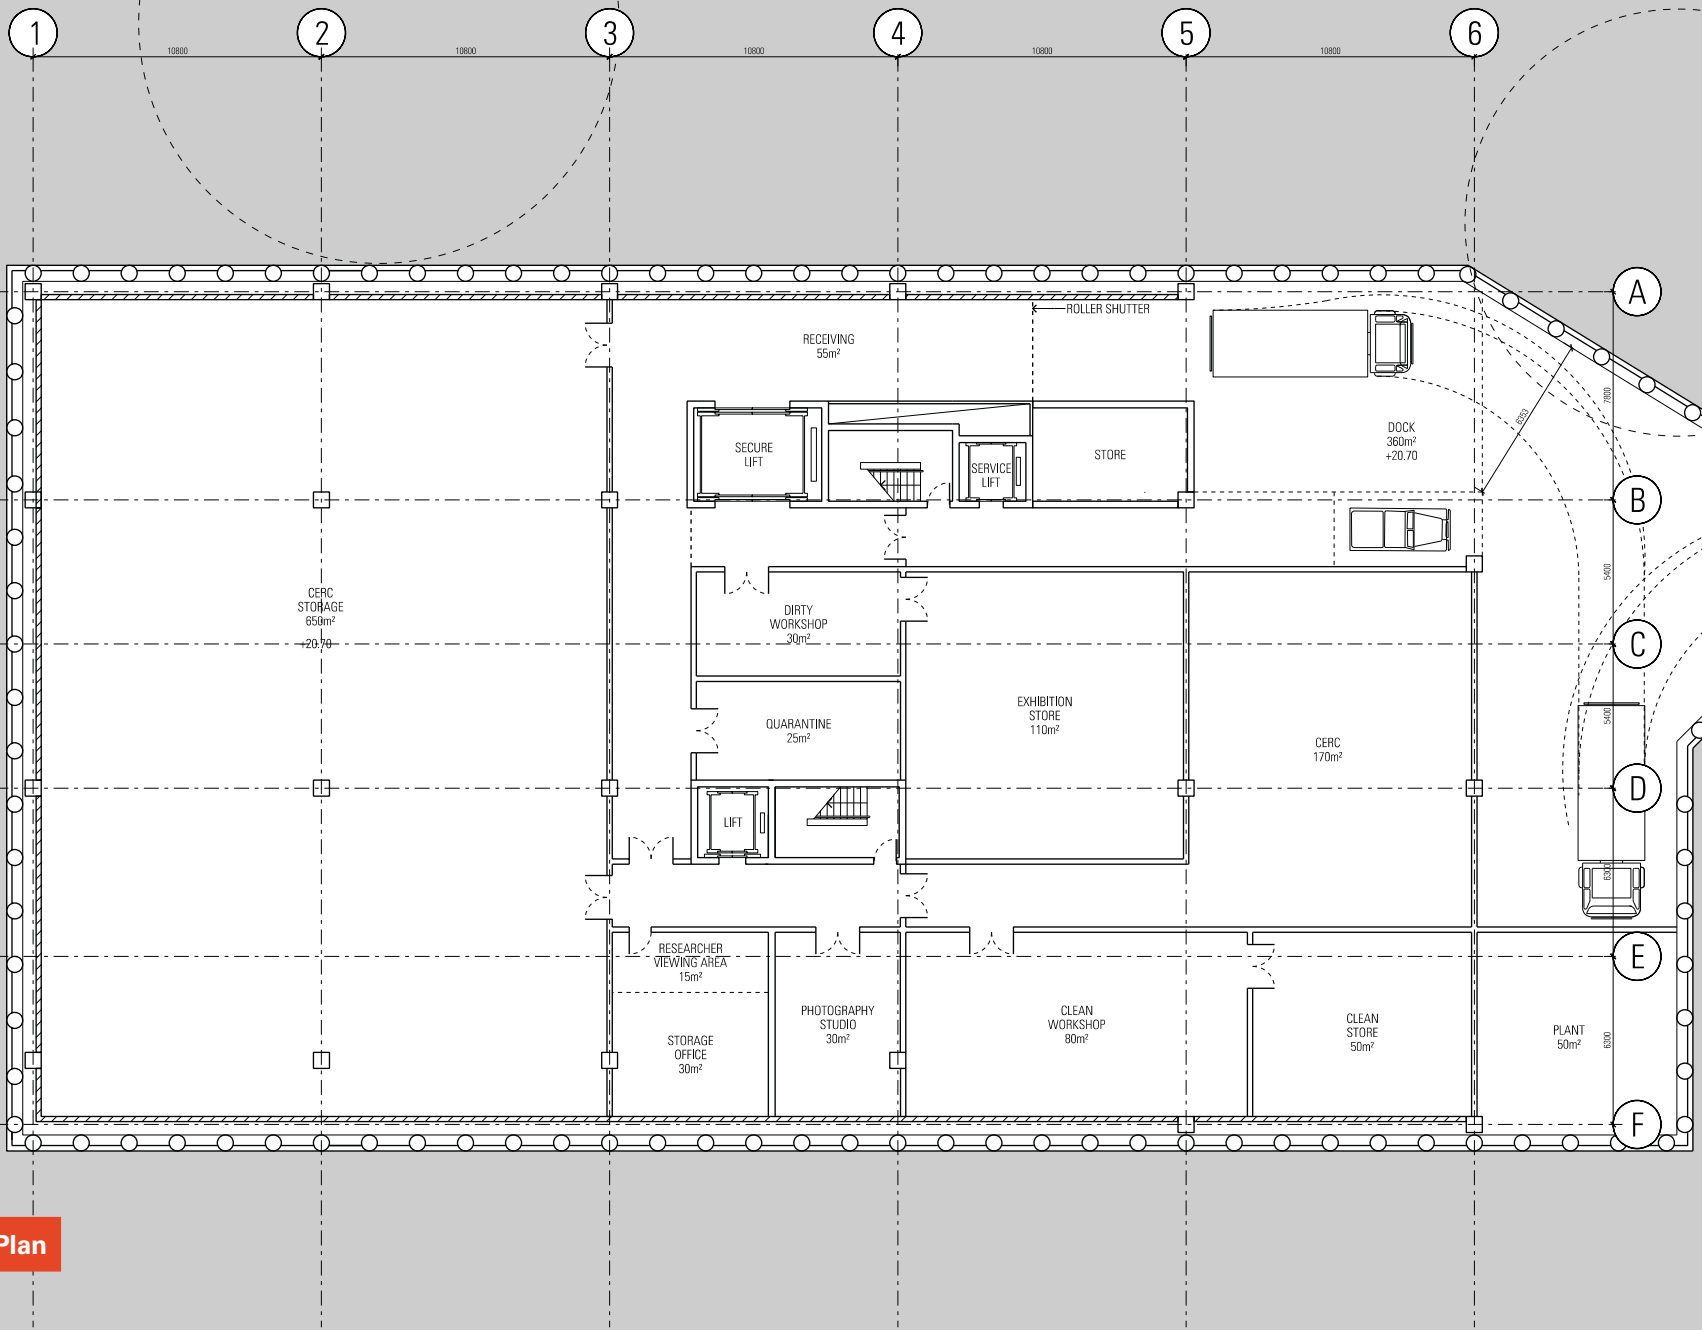 1
2
3
4
5
6
10800
10800
10800
10800
10800
A
B
C
D
E
F
7800
5400
5400
6300
6300
6353
ROLLER SHUTTER
RECEIVING
55m²
SECURE
LIFT
SERVICE
LIFT
STORE
DOCK
360m²
+20.70
CERC
STORAGE
650m²
+20.70
DIRTY
WORKSHOP
30m²
QUARANTINE
25m²
EXHIBITION
STORE
110m²
CERC
170m²
LIFT
RESEARCHER
VIEWING AREA
15m²
STORAGE
OFFICE
30m²
PHOTOGRAPHY
STUDIO
30m²
CLEAN
WORKSHOP
80m²
CLEAN
STORE
50m²
PLANT
50m²
Plan